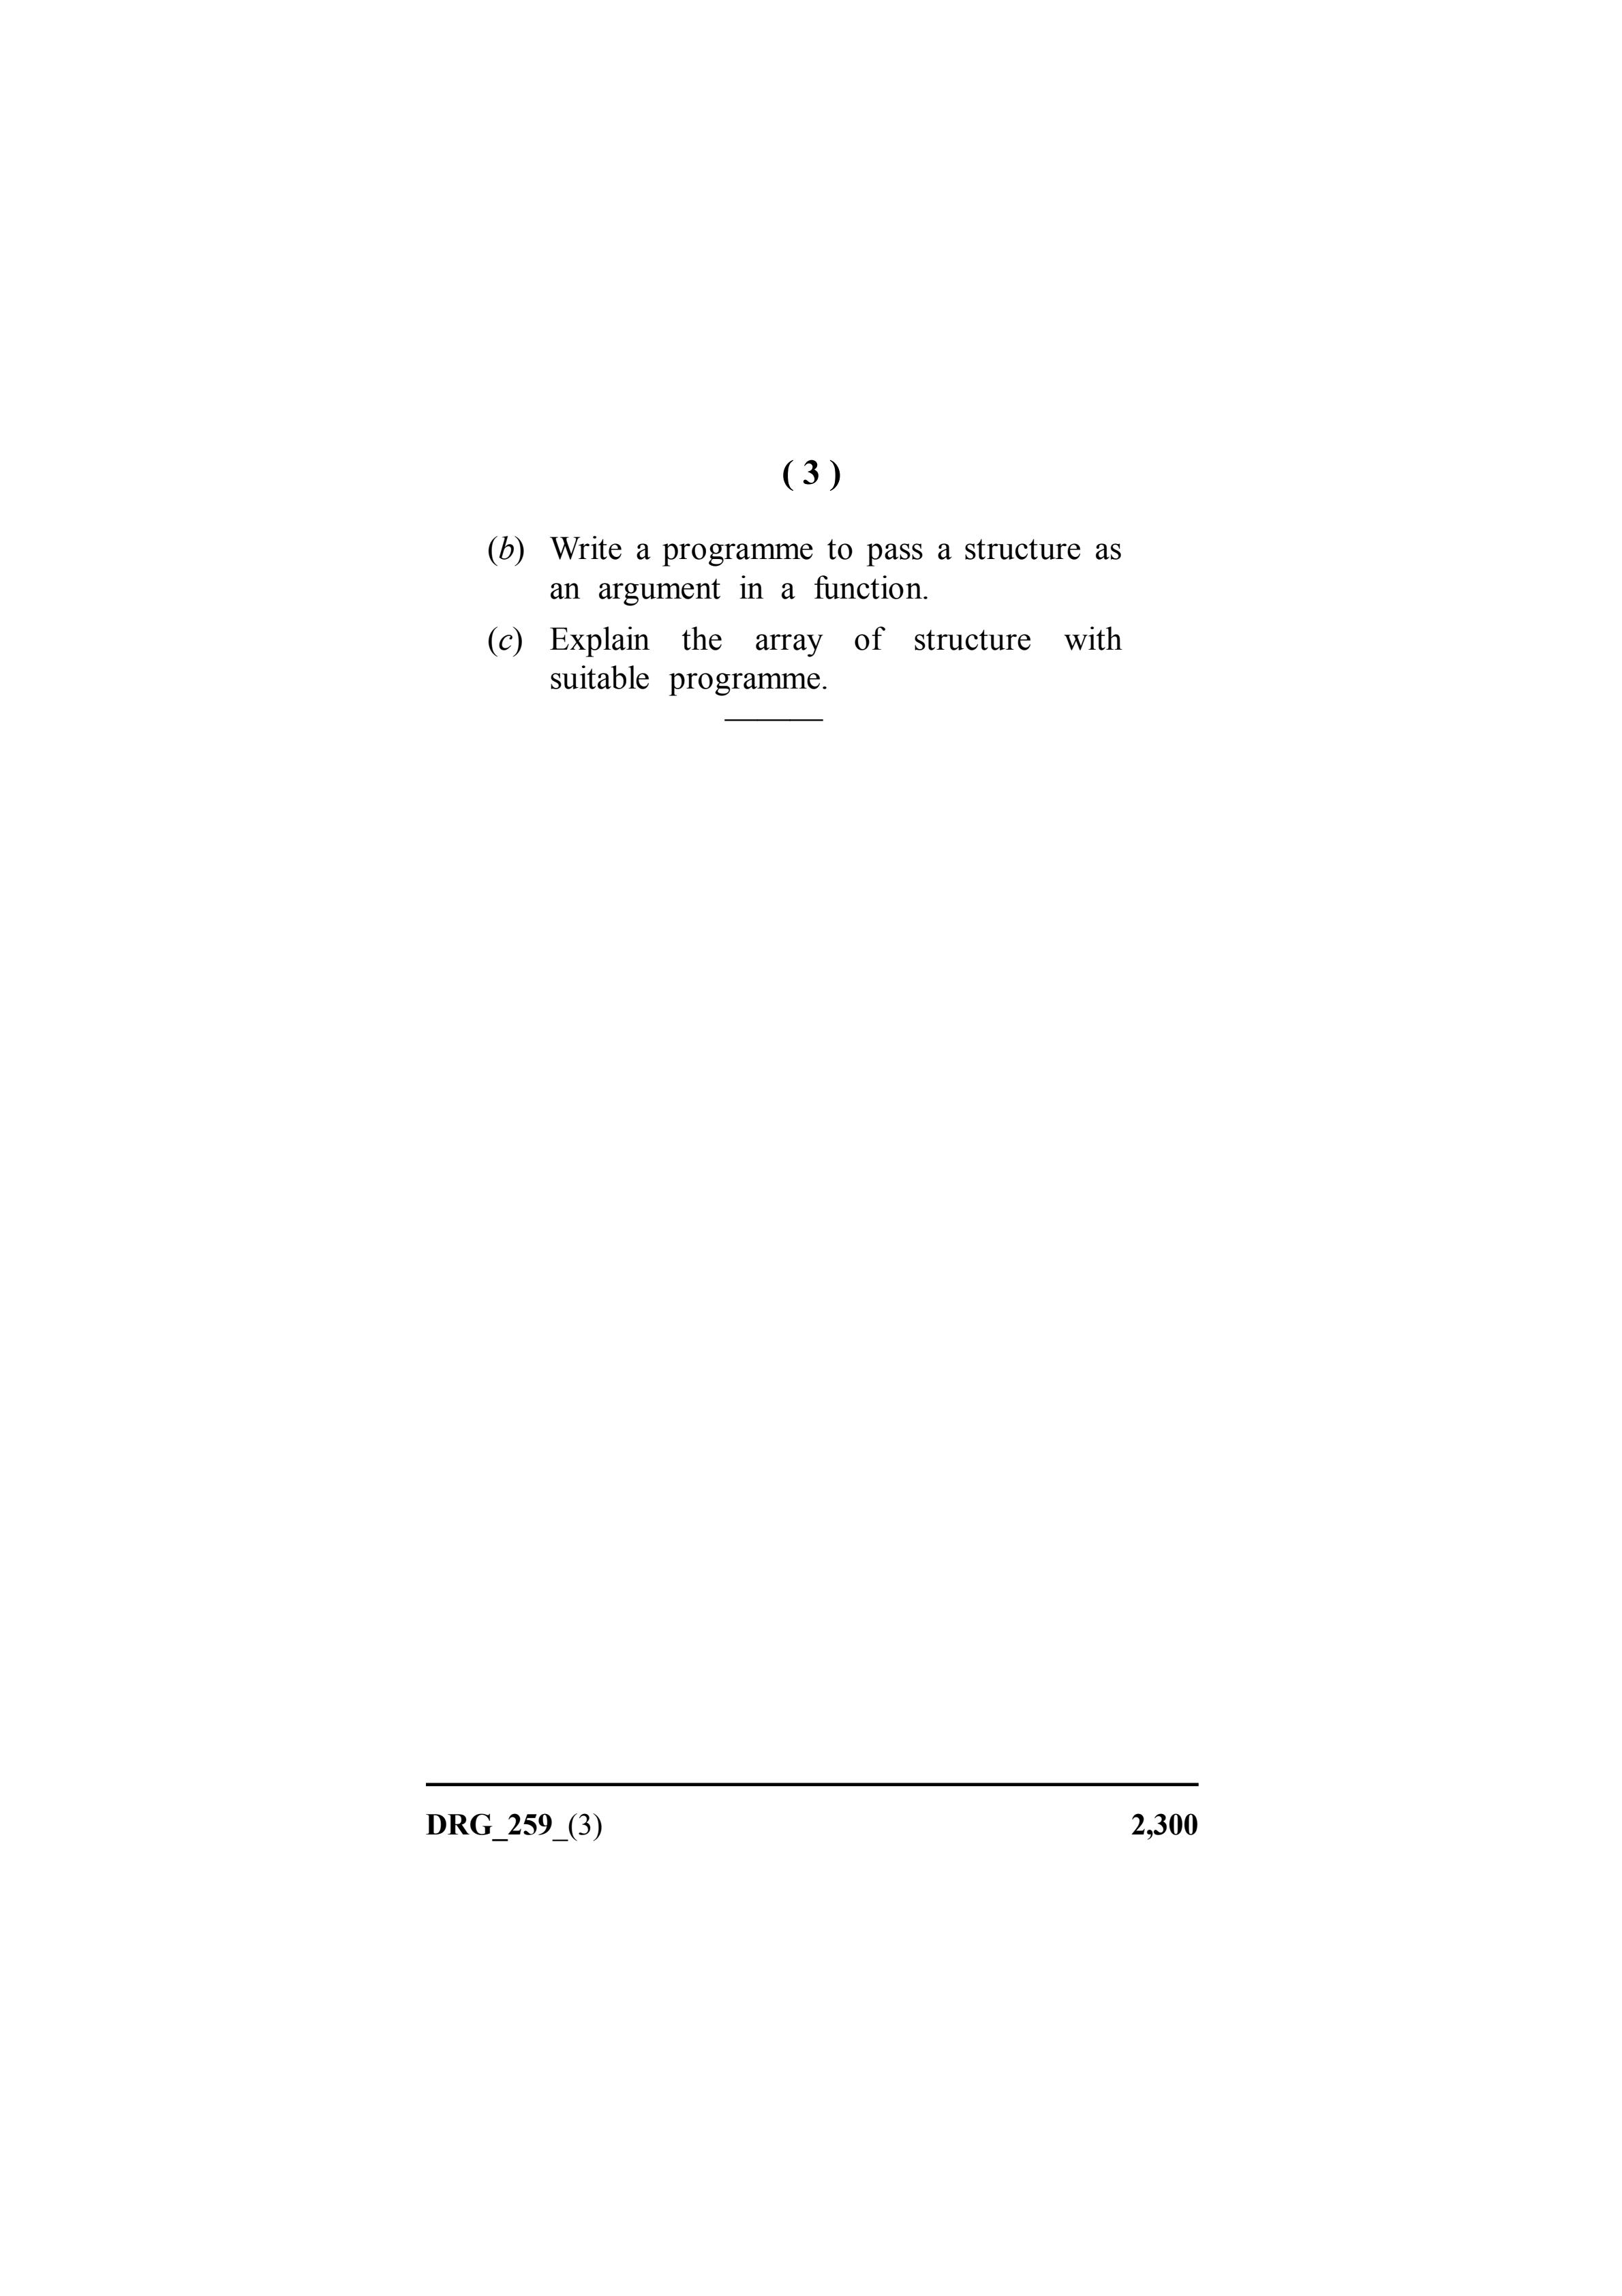 ( 3 )
(b) Write a programme to pass a structure as
an argument in a function.
(c) Explain the array of structure with
suitable programme.
DRG_259_(3) 2,300